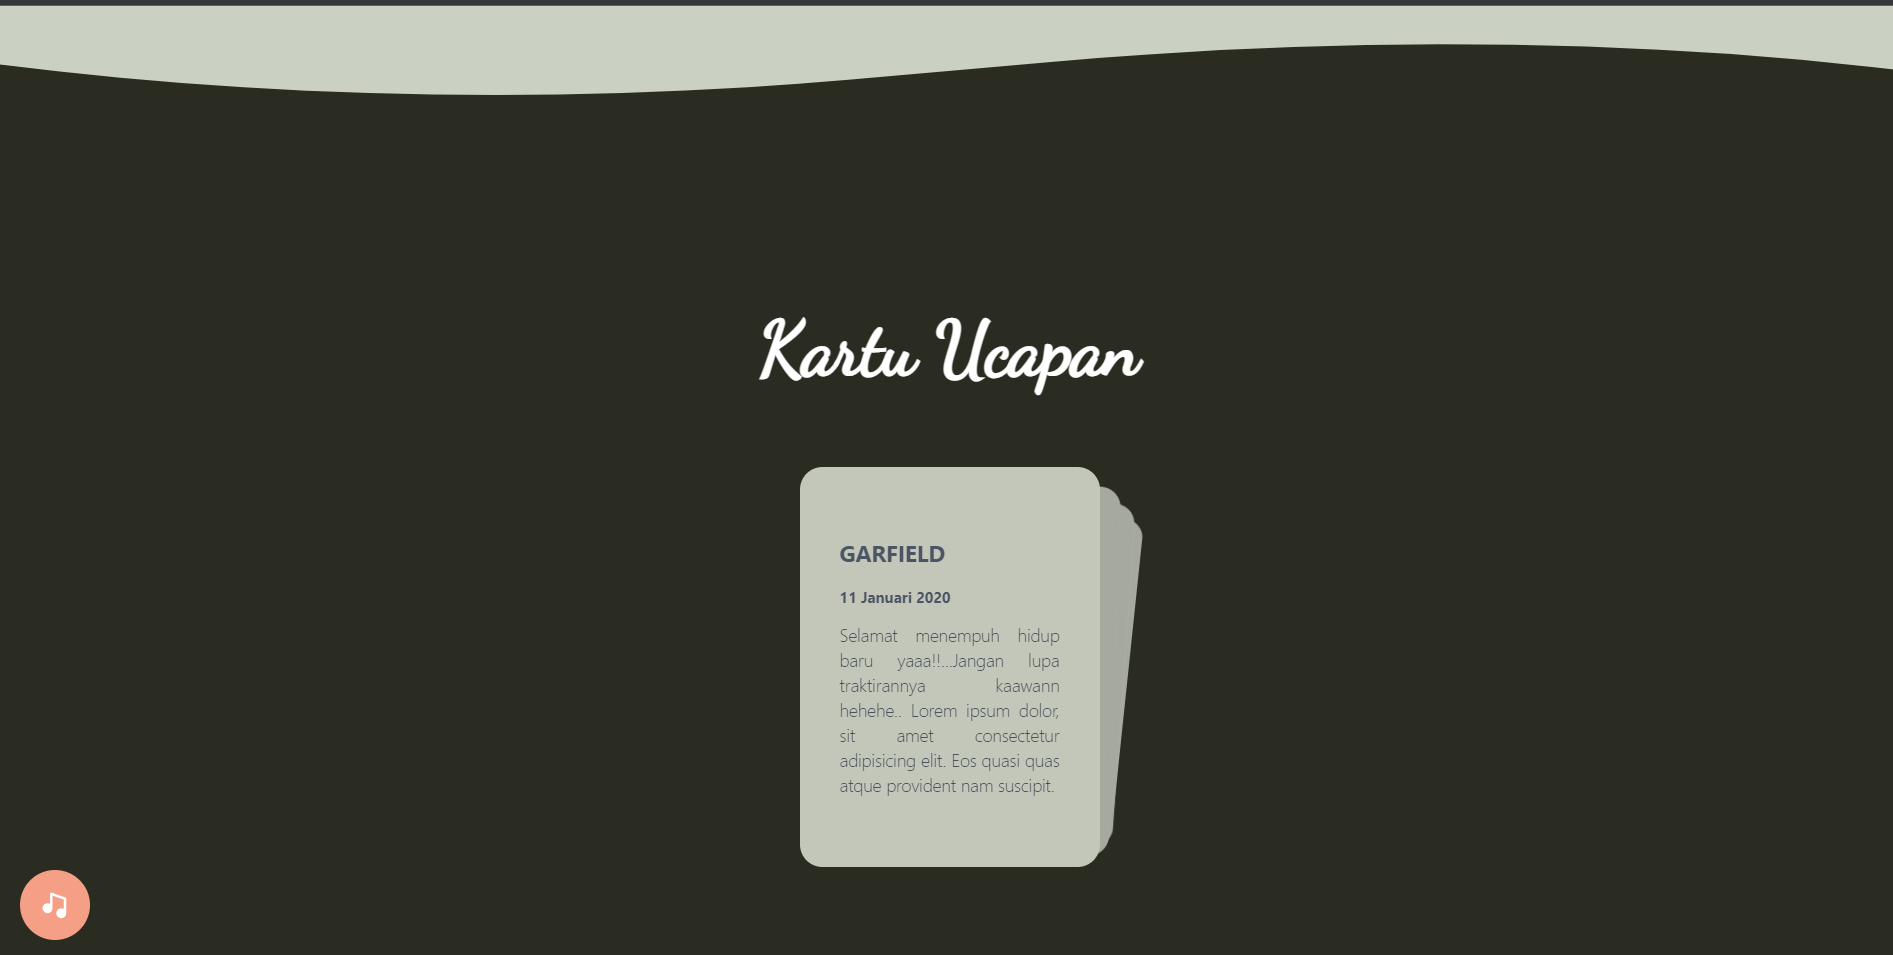 Kartu Ucapan
GARFIELD
11 Januari 2020
Selamat menempuh hidup
baru yaaa!!...Jangan lupa
traktirannya kaawann
hehehe.. Lorem ipsum dolor,
sit amet consectetur
adipisicing elit. Eos quasi quas
atque provident nam suscipit.